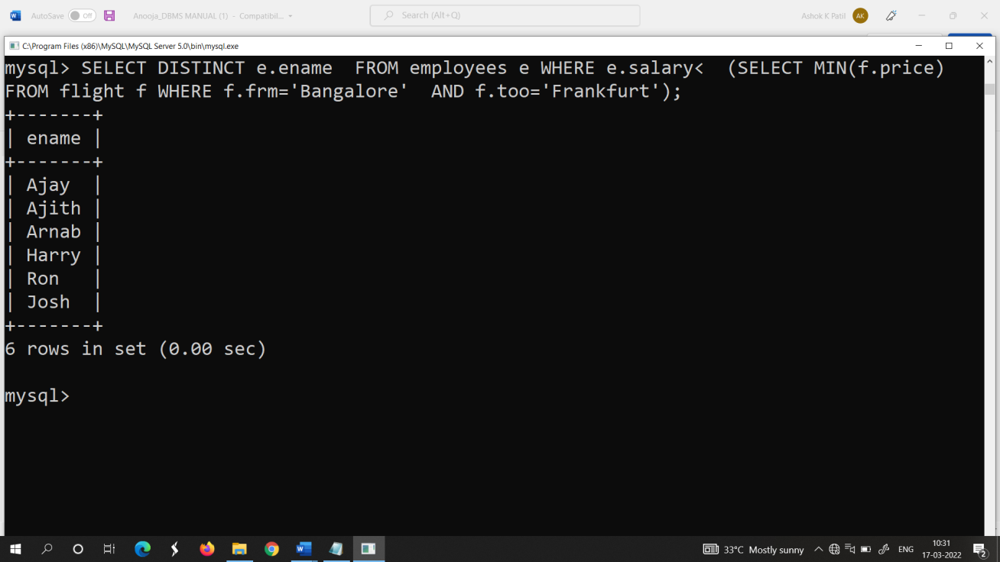 AutoSave Off Anooja_DBMS MANUAL (1) - Compatibil... Search (Alt+Q) Ashok K Patil AK
C:\Program Files (x86)\MySQL\MySQL Server 5.0\bin\mysql.exe
mysql> SELECT DISTINCT e.ename  FROM employees e WHERE e.salary<  (SELECT MIN(f.price)
FROM flight f WHERE f.frm='Bangalore'  AND f.too='Frankfurt');
+-------+
| ename |
+-------+
| Ajay  |
| Ajith |
| Arnab |
| Harry |
| Ron   |
| Josh  |
+-------+
6 rows in set (0.00 sec)
mysql>
33°C Mostly sunny ENG 10:31
17-03-2022 2